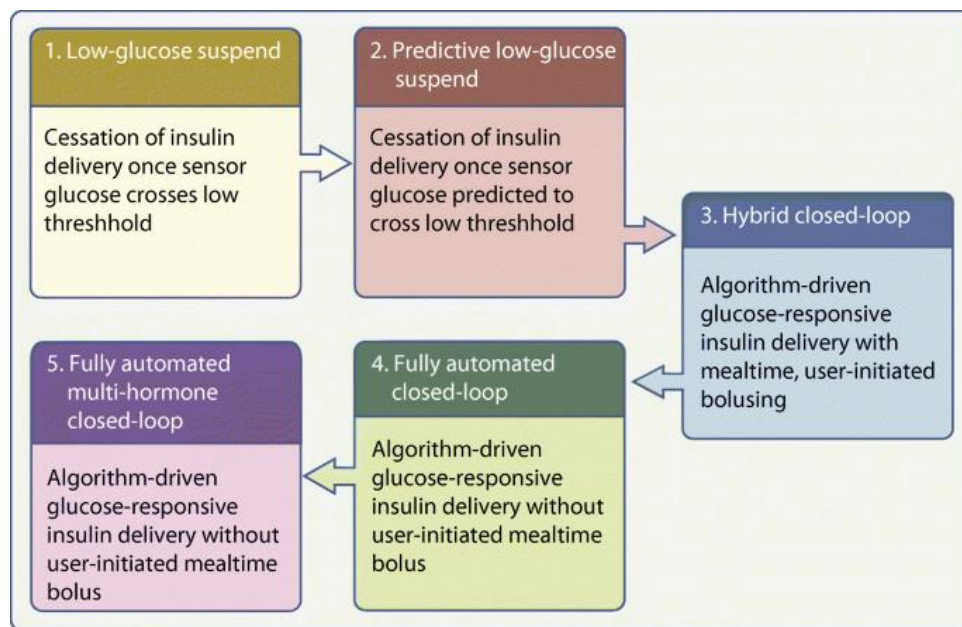 1. Low-glucose suspend
Cessation of insulin
delivery once sensor
glucose crosses low
threshhold
2. Predictive low-glucose
suspend
Cessation of insulin
delivery once sensor
glucose predicted to
cross low threshhold
3. Hybrid closed-loop
Algorithm-driven
glucose-responsive
insulin delivery with
mealtime, user-initiated
bolusing
4. Fully automated
closed-loop
Algorithm-driven
glucose-responsive
insulin delivery without
user-initiated mealtime
bolus
5. Fully automated
multi-hormone
closed-loop
Algorithm-driven
glucose-responsive
insulin delivery without
user-initiated mealtime
bolus